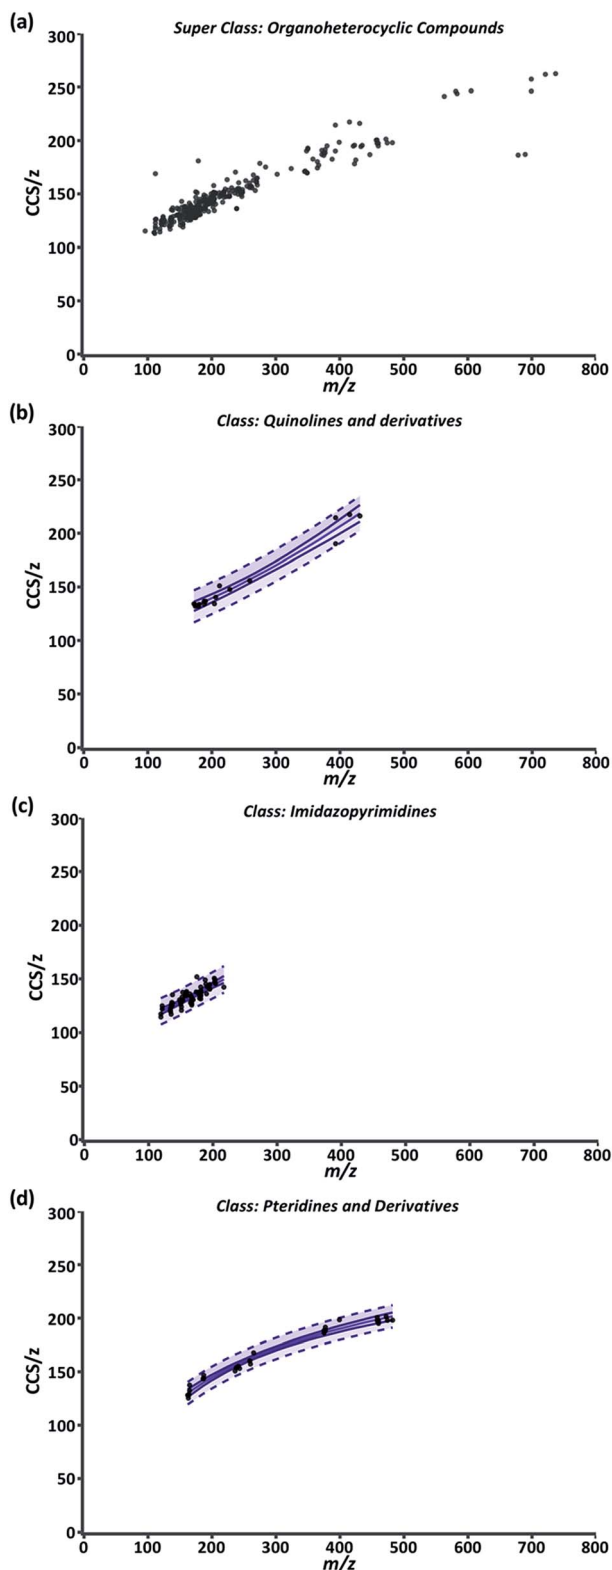 (a)
Super Class: Organoheterocyclic Compounds
300
250
200
150
100
50
0
CCS/z
0 100 200 300 400 500 600 700 800
m/z
(b)
Class: Quinolines and derivatives
300
250
200
150
100
50
0
CCS/z
0 100 200 300 400 500 600 700 800
m/z
(c)
Class: Imidazopyrimidines
300
250
200
150
100
50
0
CCS/z
0 100 200 300 400 500 600 700 800
m/z
(d)
Class: Pteridines and Derivatives
300
250
200
150
100
50
0
CCS/z
0 100 200 300 400 500 600 700 800
m/z